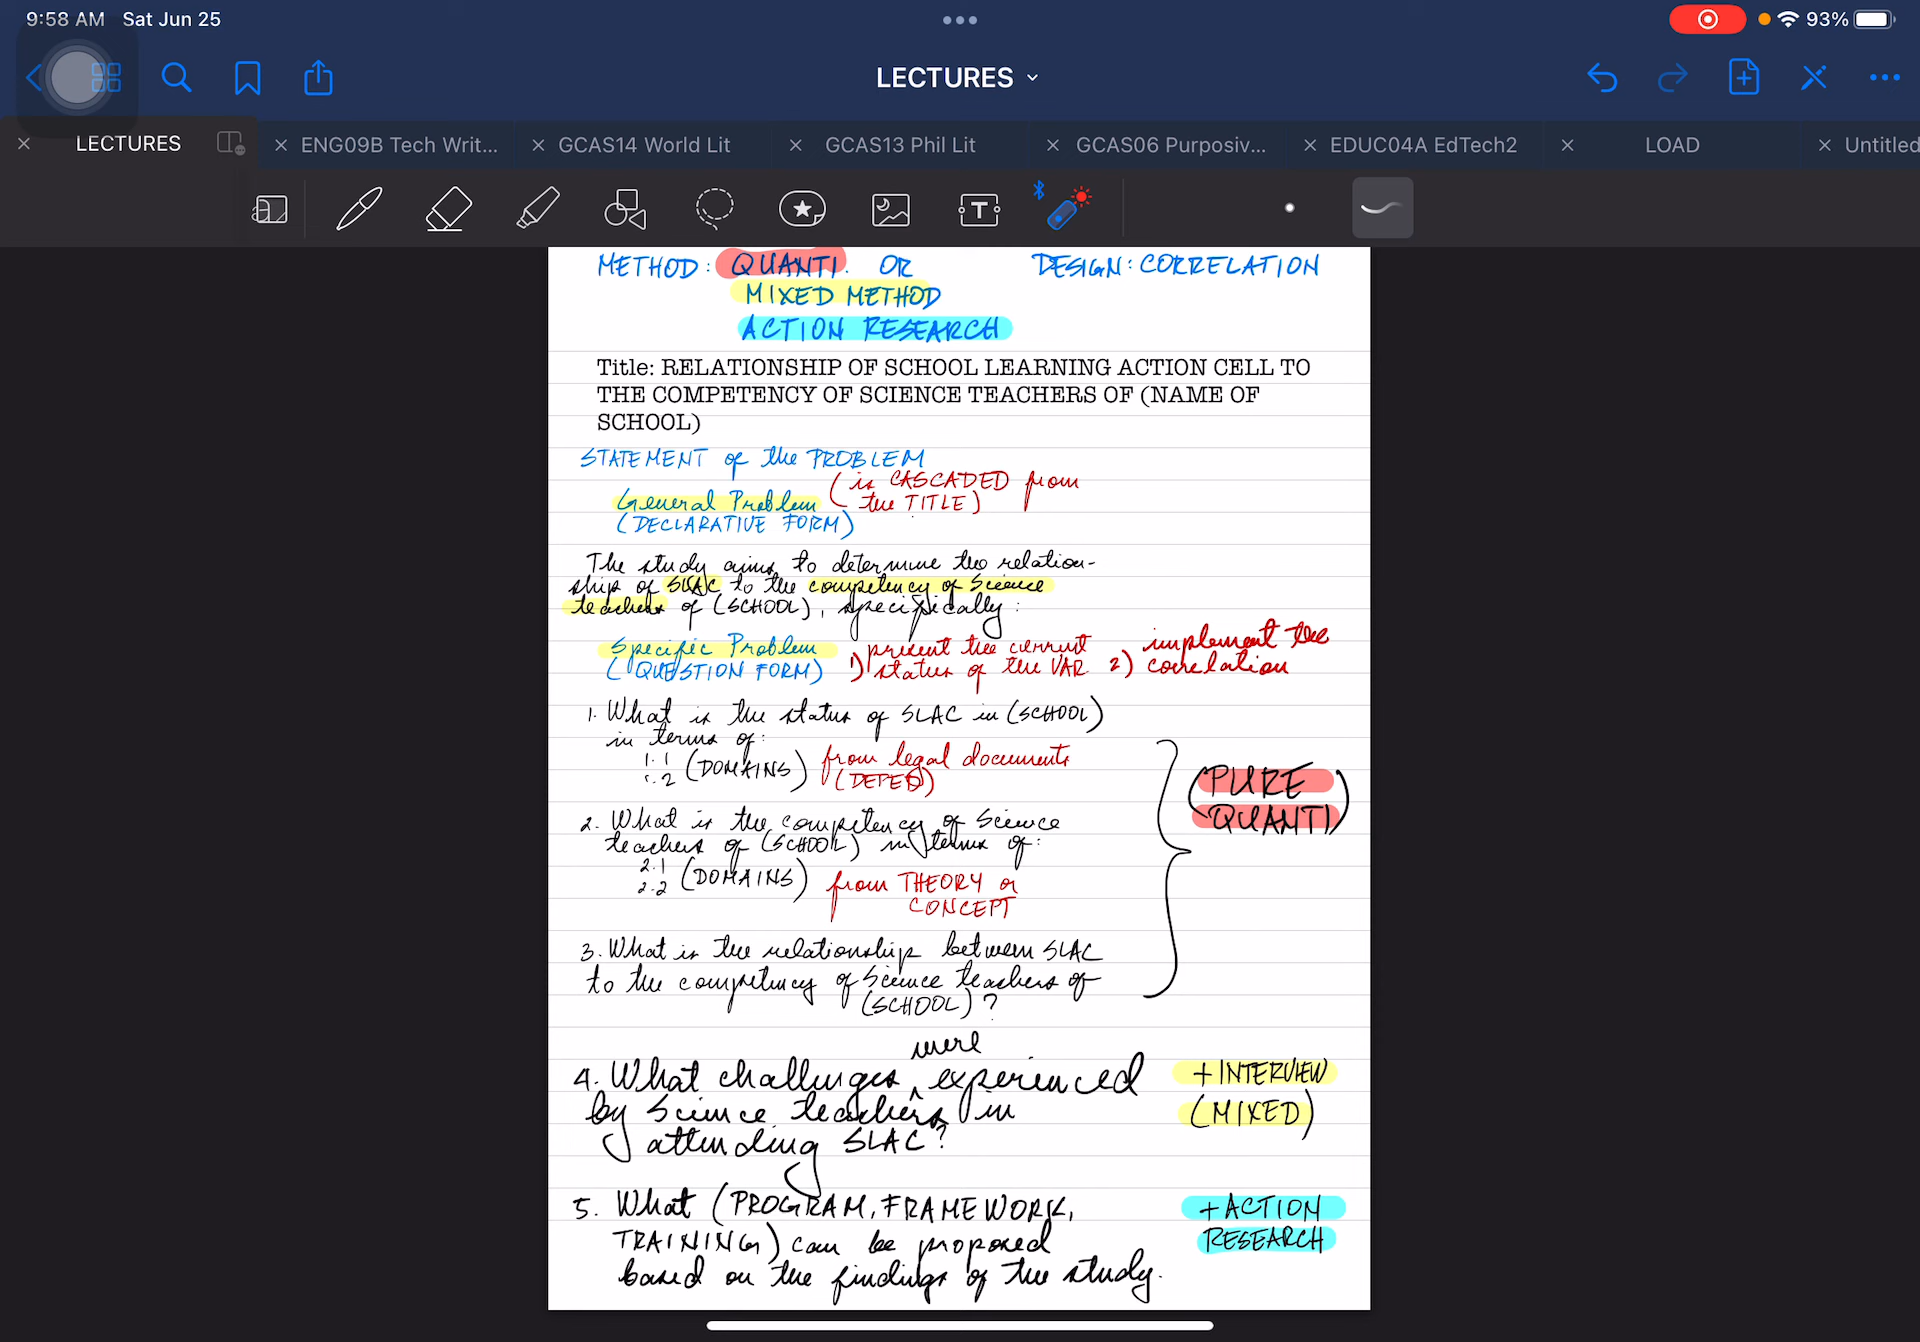 9:58 AM Sat Jun 25
93%
LECTURES
LECTURES
ENG09B Tech Writ...
GCAS14 World Lit
GCAS13 Phil Lit
GCAS06 Purposiv...
EDUC04A EdTech2
LOAD
Untitled
METHOD: QUANTI. OR
DESIGN: CORRELATION
MIXED METHOD
ACTION RESEARCH
Title: RELATIONSHIP OF SCHOOL LEARNING ACTION CELL TO
THE COMPETENCY OF SCIENCE TEACHERS OF (NAME OF
SCHOOL)
STATEMENT of the PROBLEM
General Problem (is CASCADED from
the TITLE)
(DECLARATIVE FORM)
The study aims to determine the relation-
ship of SLAC to the competency of Science
teachers of (SCHOOL), specifically:
Specific Problem
(QUESTION FORM)
1) present the current
status of the VAR
2) implement the
correlation
1. What is the status of SLAC in (SCHOOL)
in terms of:
1.1
1.2 (DOMAINS)
from legal documents
(DEPED)
2. What is the competency of Science
teachers of (SCHOOL) in terms of:
2.1
2.2 (DOMAINS)
from THEORY or
CONCEPT
3. What is the relationship between SLAC
to the competency of Science teachers of
(SCHOOL)?
(PURE
QUANTI)
were
4. What challenges ^ experienced
by Science teachers in
attending SLAC?
+ INTERVIEW
(MIXED)
5. What (PROGRAM, FRAMEWORK,
TRAINING) can be proposed
based on the findings of the study.
+ ACTION
RESEARCH